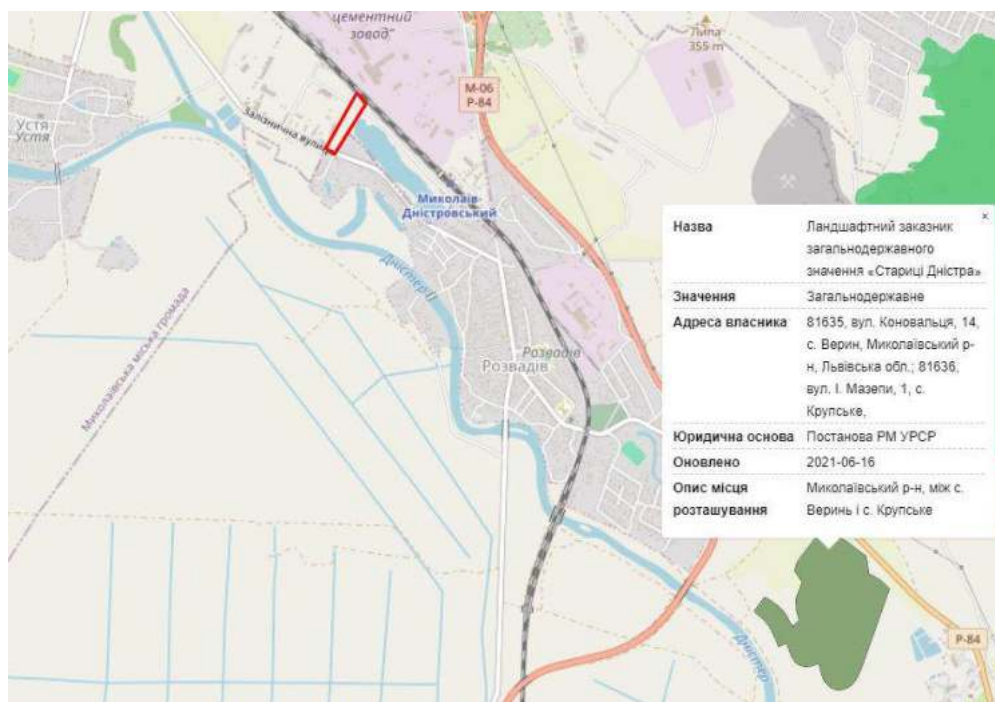 цементний
зовод"
Липа
355 m
М-06
Р-84
Устя
Устя
Залізнична вулиця
Миколаїв-
Дністровський
Дністер
Миколаївська міська громада
Розвадів
Розвадів
×
Назва
Ландшафтний заказник
загальнодержавного
значення «Стариці Дністра»
Значення
Загальнодержавне
Адреса власника
81635, вул. Коновальця, 14,
с. Верин, Миколаївський р-
н, Львівська обл.; 81636,
вул. І. Мазепи, 1, с.
Крупське,
Юридична основа
Постанова РМ УРСР
Оновлено
2021-06-16
Опис місця
розташування
Миколаївський р-н, між с.
Веринь і с. Крупське
Р-84
Дністер